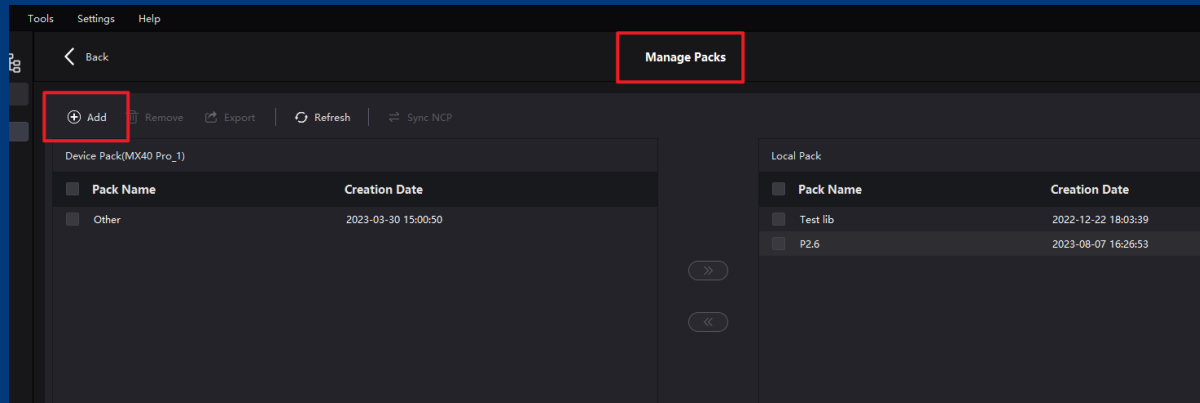 Tools Settings Help
Back Manage Packs
Add Remove Export Refresh Sync NCP
Device Pack(MX40 Pro_1)
Pack Name Creation Date
Other 2023-03-30 15:00:50
Local Pack
Pack Name Creation Date
Test lib 2022-12-22 18:03:39
P2.6 2023-08-07 16:26:53